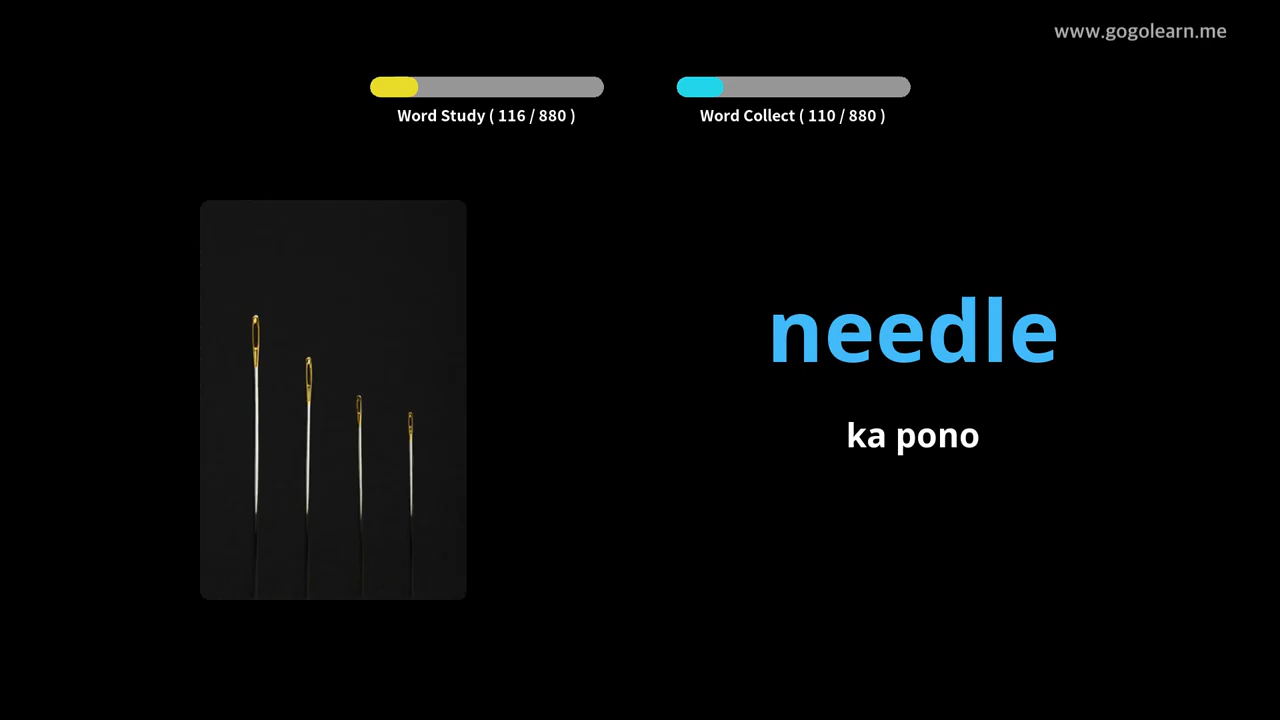 www.gogolearn.me
Word Study ( 116 / 880 )
Word Collect ( 110 / 880 )
needle
ka pono